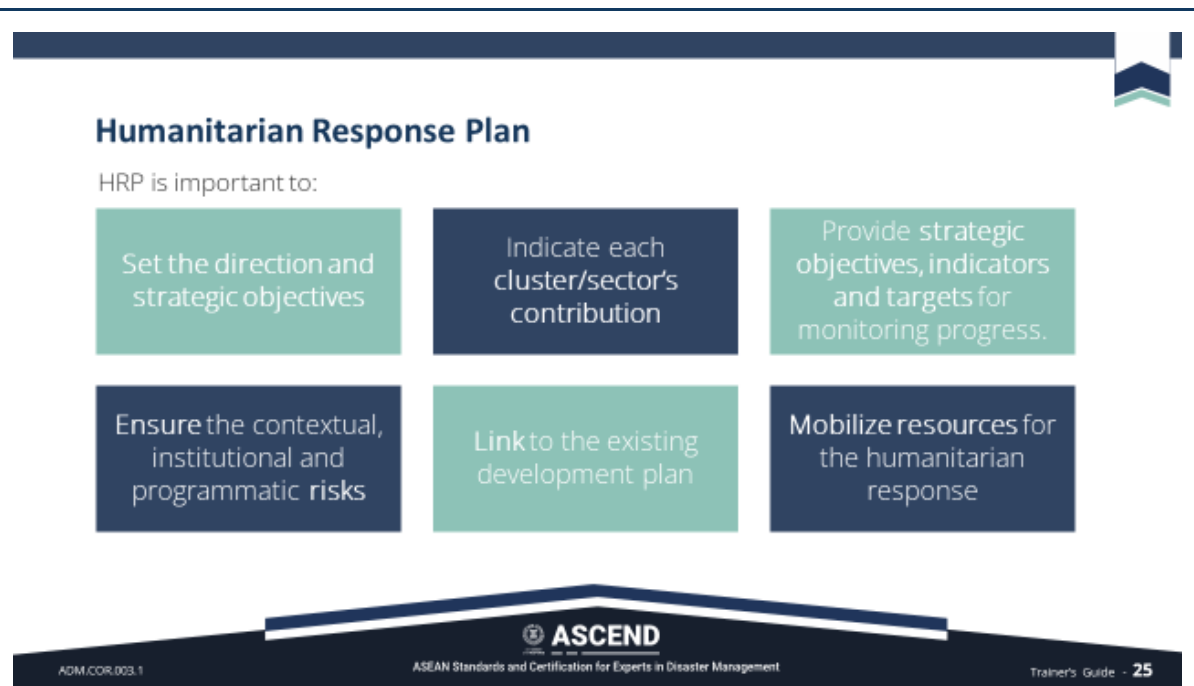 Humanitarian Response Plan
HRP is important to:
Set the direction and
strategic objectives
Indicate each
cluster/sector's
contribution
Provide strategic
objectives, indicators
and targets for
monitoring progress.
Ensure the contextual,
institutional and
programmatic risks
Link to the existing
development plan
Mobilize resources for
the humanitarian
response
ASCEND
ADM.COR.003.1
ASEAN Standards and Certification for Experts in Disaster Management
Trainer's Guide - 25